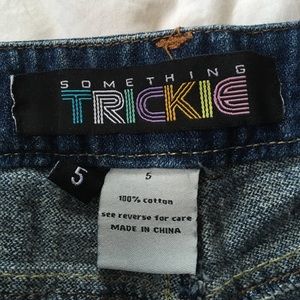 SOMETHING
TRICKIE
5
5
100% cotton
see reverse for care
MADE IN CHINA